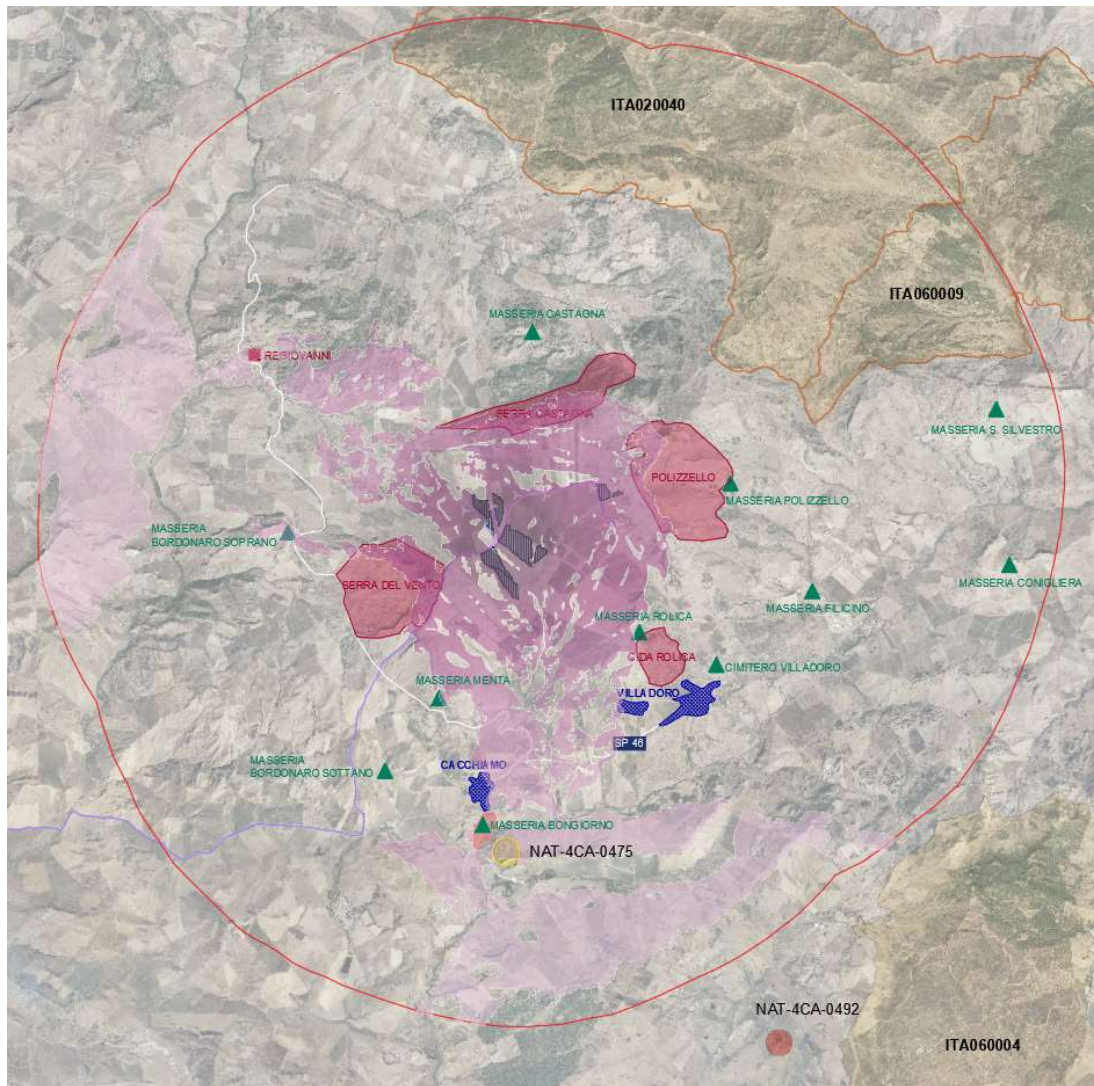 ITA020040
ITA060009
MASSERIA CASTAGNA
REGIOVANNI
SERRA CASTAGNA
MASSERIA S. SILVESTRO
POLIZZELLO
MASSERIA POLIZZELLO
MASSERIA
BORDONARO SOPRANO
SERRA DEL VENTO
MASSERIA CONIGLIERA
MASSERIA FILICINO
MASSERIA ROLICA
C.DA ROLICA
CIMITERO VILLADORO
MASSERIA MENTA
VILLADORO
SP 46
MASSERIA
BORDONARO SOTTANO
CACCHIAMO
MASSERIA BONGIORNO
NAT-4CA-0475
NAT-4CA-0492
ITA060004